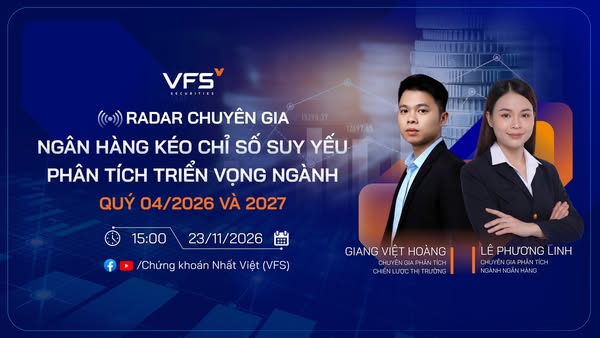 VFS
SECURITIES
RADAR CHUYÊN GIA
NGÂN HÀNG KÉO CHỈ SỐ SUY YẾU
PHÂN TÍCH TRIỂN VỌNG NGÀNH
QUÝ 04/2026 VÀ 2027
15:00 23/11/2026
/Chứng khoán Nhất Việt (VFS)
GIANG VIỆT HOÀNG
CHUYÊN GIA PHÂN TÍCH
CHIẾN LƯỢC THỊ TRƯỜNG
LÊ PHƯƠNG LINH
CHUYÊN GIA PHÂN TÍCH
NGÀNH NGÂN HÀNG